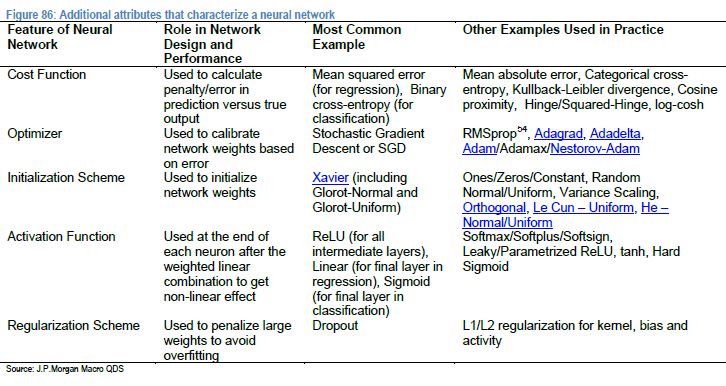 Figure 86: Additional attributes that characterize a neural network
Feature of Neural Network
Role in Network Design and Performance
Most Common Example
Other Examples Used in Practice
Cost Function
Used to calculate
penalty/error in
prediction versus true
output
Mean squared error
(for regression), Binary
cross-entropy (for
classification)
Mean absolute error, Categorical cross-
entropy, Kullback-Leibler divergence, Cosine
proximity, Hinge/Squared-Hinge, log-cosh
Optimizer
Used to calibrate
network weights based
on error
Stochastic Gradient
Descent or SGD
RMSprop54, Adagrad, Adadelta,
Adam/Adamax/Nestorov-Adam
Initialization Scheme
Used to initialize
network weights
Xavier (including
Glorot-Normal and
Glorot-Uniform)
Ones/Zeros/Constant, Random
Normal/Uniform, Variance Scaling,
Orthogonal, Le Cun – Uniform, He –
Normal/Uniform
Activation Function
Used at the end of
each neuron after the
weighted linear
combination to get
non-linear effect
ReLU (for all
intermediate layers),
Linear (for final layer in
regression), Sigmoid
(for final layer in
classification)
Softmax/Softplus/Softsign,
Leaky/Parametrized ReLU, tanh, Hard
Sigmoid
Regularization Scheme
Used to penalize large
weights to avoid
overfitting
Dropout
L1/L2 regularization for kernel, bias and
activity
Source: J.P.Morgan Macro QDS